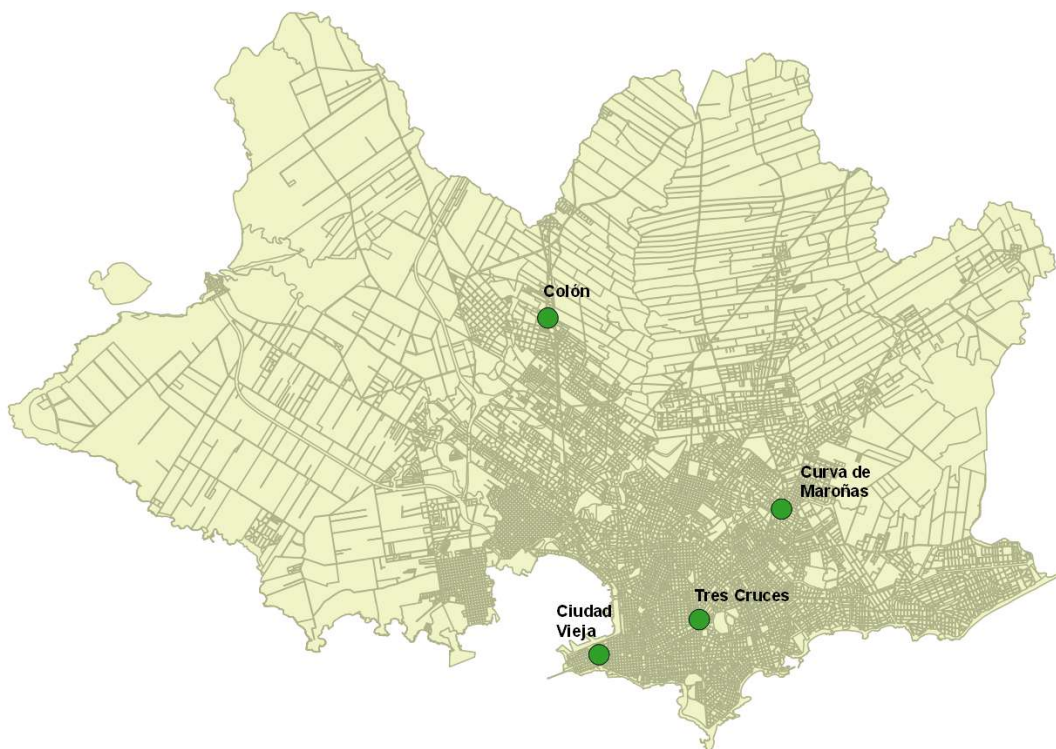 Colón
Curva de
Maroñas
Tres Cruces
Ciudad
Vieja